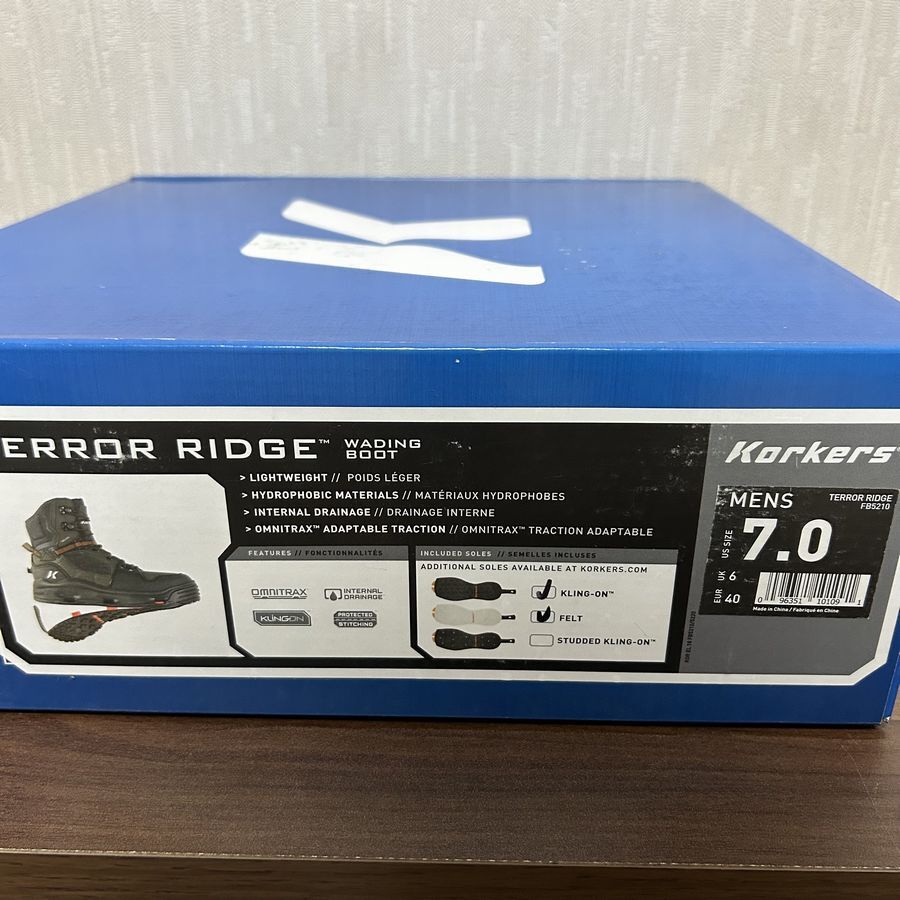 ERROR RIDGE™ WADING BOOT
> LIGHTWEIGHT // POIDS LÉGER
> HYDROPHOBIC MATERIALS // MATÉRIAUX HYDROPHOBES
> INTERNAL DRAINAGE // DRAINAGE INTERNE
> OMNITRAX™ ADAPTABLE TRACTION // OMNITRAX™ TRACTION ADAPTABLE
FEATURES // FONCTIONNALITÉS
OMNITRAX
INTERNAL DRAINAGE
KLINGON
PROTECTED STITCHING
INCLUDED SOLES // SEMELLES INCLUSES
ADDITIONAL SOLES AVAILABLE AT KORKERS.COM
KLING-ON™
FELT
STUDDED KLING-ON™
Korkers
MENS
TERROR RIDGE
FB5210
US SIZE 7.0
UK 6
EUR 40
0 96351 10109 1
Made in China / Fabriqué en Chine